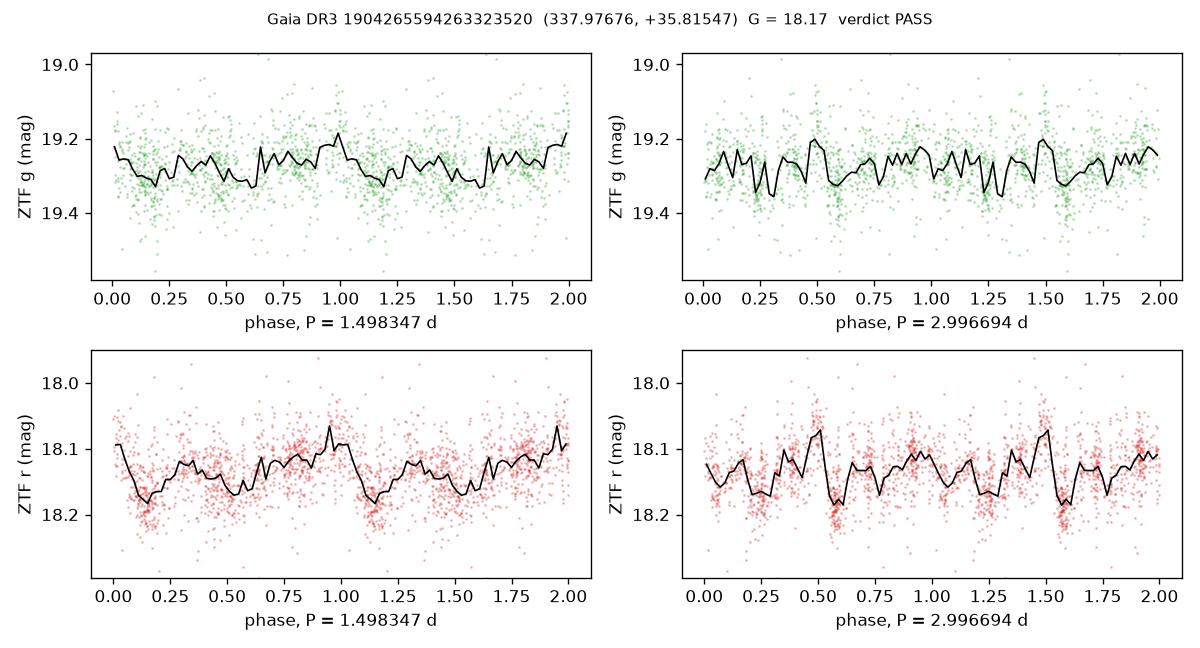 Gaia DR3 1904265594263323520 (337.97676, +35.81547) G = 18.17 verdict PASS
19.0
19.2
19.4
ZTF g (mag)
0.00 0.25 0.50 0.75 1.00 1.25 1.50 1.75 2.00
phase, P = 1.498347 d
19.0
19.2
19.4
ZTF g (mag)
0.00 0.25 0.50 0.75 1.00 1.25 1.50 1.75 2.00
phase, P = 2.996694 d
18.0
18.1
18.2
ZTF r (mag)
0.00 0.25 0.50 0.75 1.00 1.25 1.50 1.75 2.00
phase, P = 1.498347 d
18.0
18.1
18.2
ZTF r (mag)
0.00 0.25 0.50 0.75 1.00 1.25 1.50 1.75 2.00
phase, P = 2.996694 d